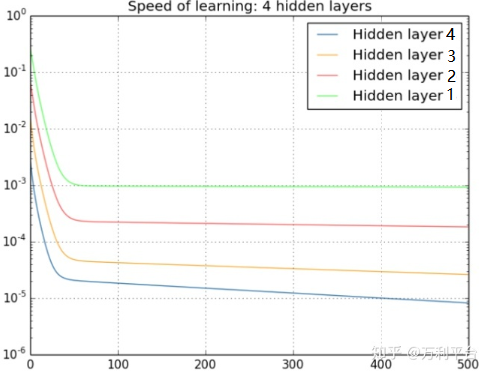 Speed of learning: 4 hidden layers
Hidden layer 4
Hidden layer 3
Hidden layer 2
Hidden layer 1
10^0
10^-1
10^-2
10^-3
10^-4
10^-5
10^-6
0
100
200
300
400
500
知乎 @万利平台